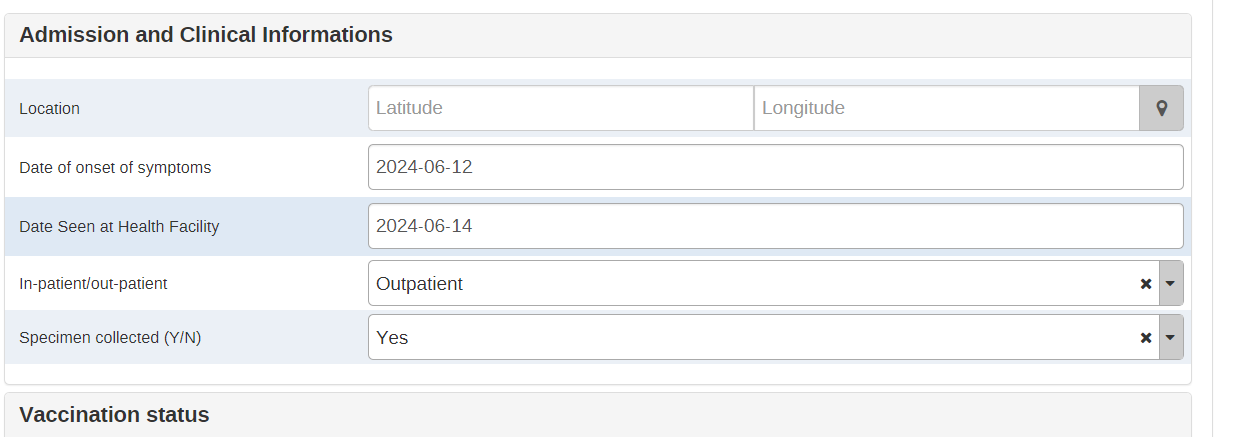 Admission and Clinical Informations
Location Latitude Longitude
Date of onset of symptoms 2024-06-12
Date Seen at Health Facility 2024-06-14
In-patient/out-patient Outpatient
Specimen collected (Y/N) Yes
Vaccination status